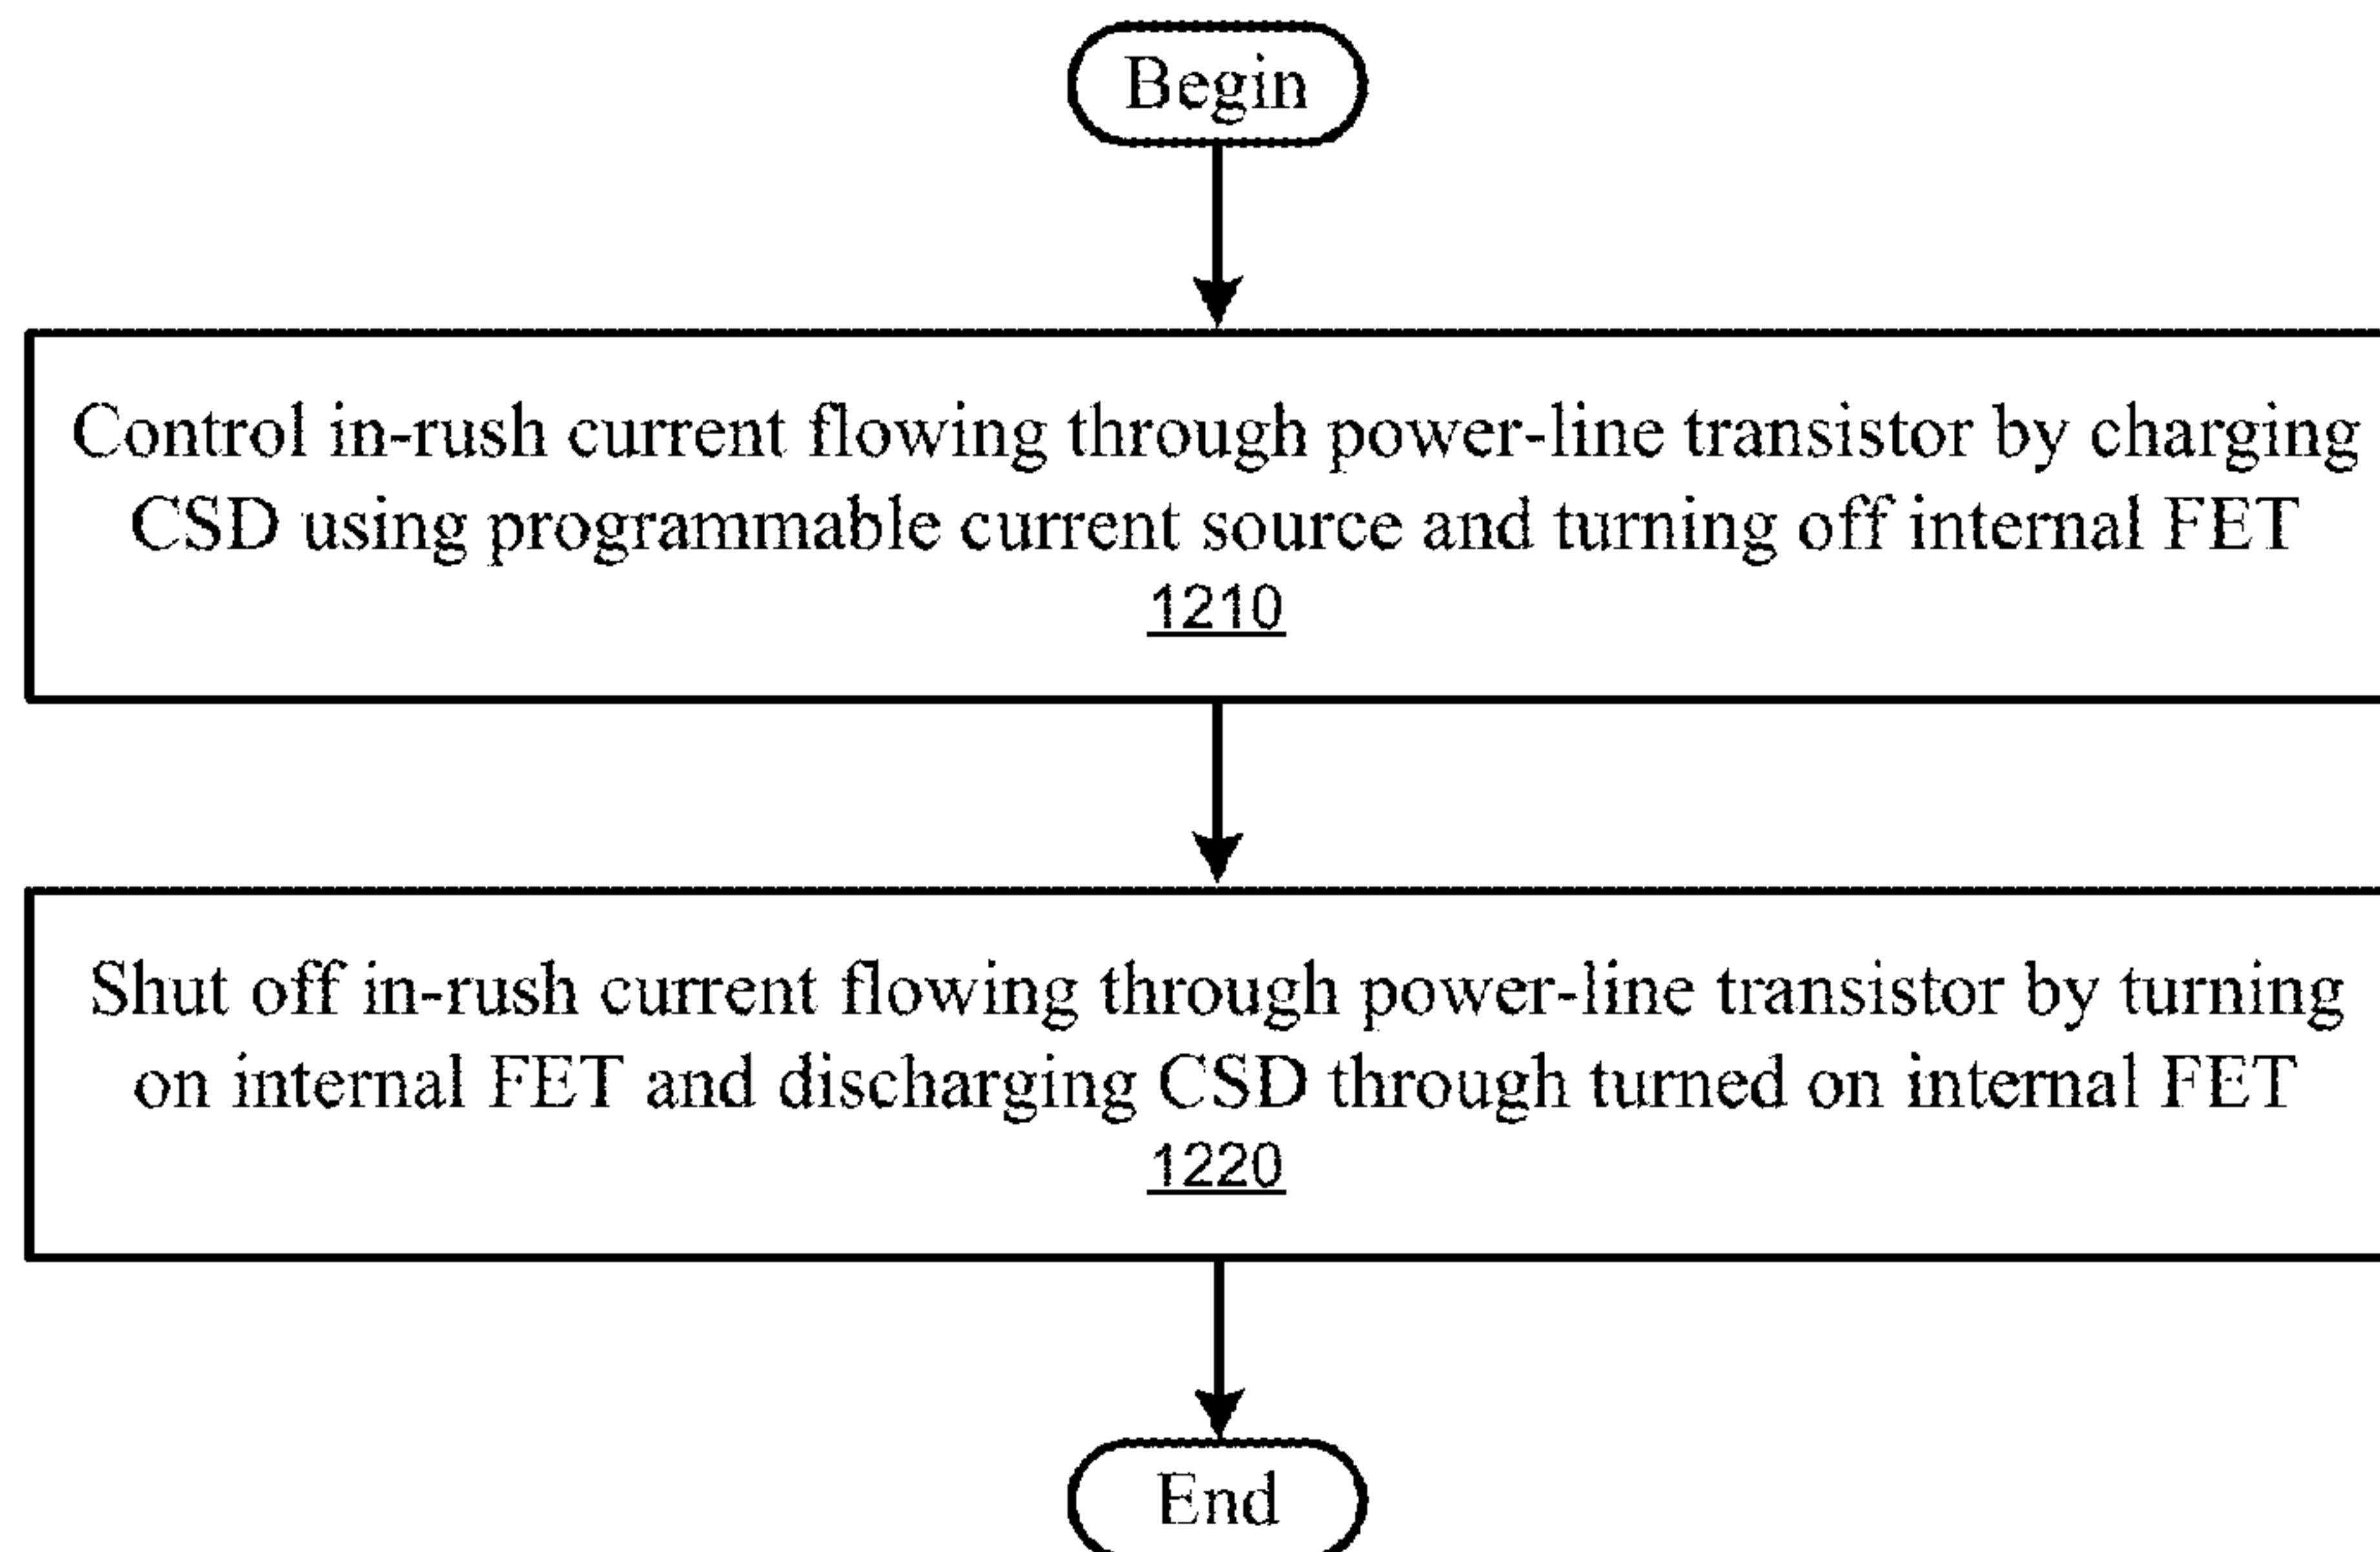 Begin
Control in-rush current flowing through power-line transistor by charging
CSD using programmable current source and turning off internal FET
1210
Shut off in-rush current flowing through power-line transistor by turning
on internal FET and discharging CSD through turned on internal FET
1220
End